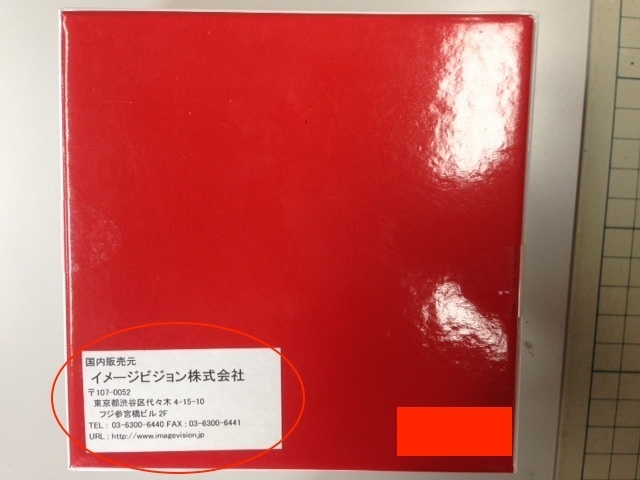 国内販売元
イメージビジョン株式会社
〒107-0052
東京都渋谷区代々木 4-15-10
フジ参宮橋ビル 2F
TEL : 03-6300-6440 FAX : 03-6300-6441
URL : http://www.imagevision.jp